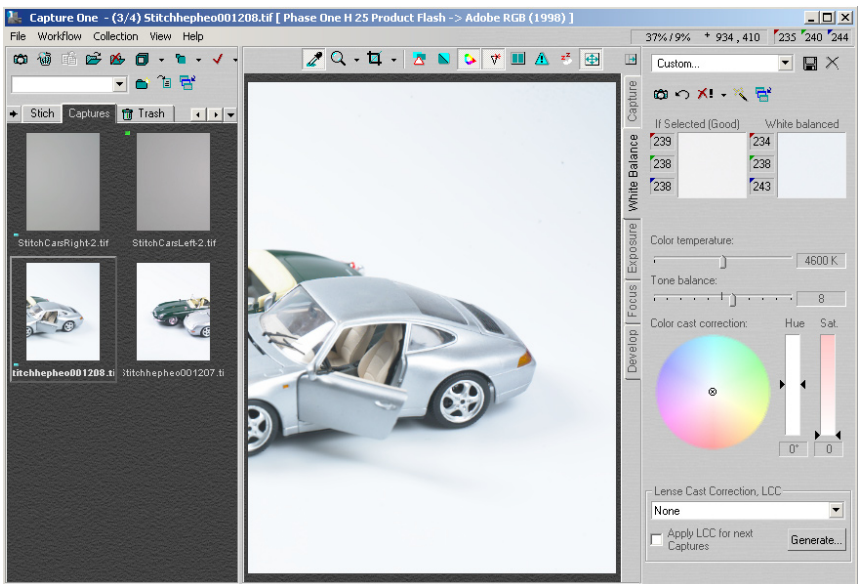 Capture One - (3/4) Stitchhepheo001208.tif [ Phase One H 25 Product Flash -> Adobe RGB (1998) ]
File Workflow Collection View Help
37%/9% + 934 , 410 235 240 244
Custom...
Stich Captures Trash
Capture
White Balance
Exposure
Focus
Develop
If Selected (Good) White balanced
239 234
238 238
238 243
StitchCarsRight-2.tif StitchCarsLeft-2.tif
Color temperature:
4600 K
Tone balance:
8
Color cast correction: Hue Sat.
titchhepheo001208.ti Stitchhepheo001207.ti
0° 0
Lense Cast Correction, LCC
None
Apply LCC for next
Captures
Generate...